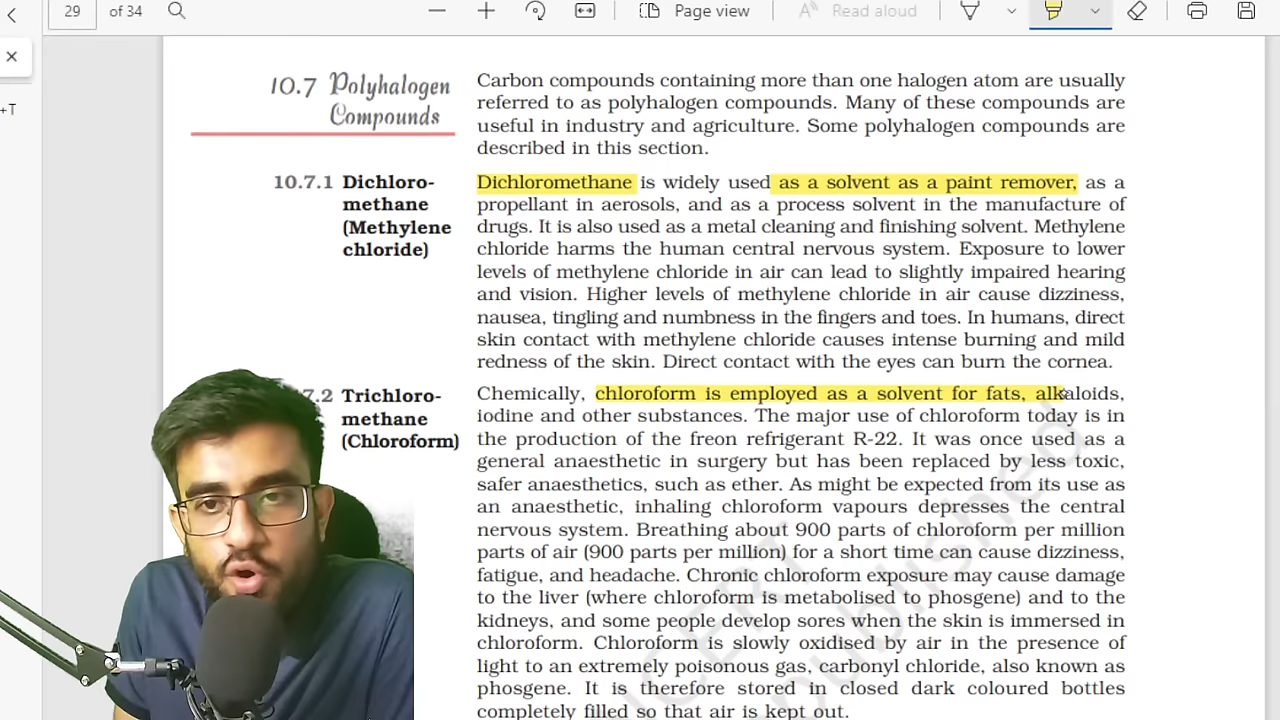 29 of 34 Page view Read aloud
+T
10.7 Polyhalogen
Compounds
Carbon compounds containing more than one halogen atom are usually
referred to as polyhalogen compounds. Many of these compounds are
useful in industry and agriculture. Some polyhalogen compounds are
described in this section.
10.7.1 Dichloro-
methane
(Methylene
chloride)
Dichloromethane is widely used as a solvent as a paint remover, as a
propellant in aerosols, and as a process solvent in the manufacture of
drugs. It is also used as a metal cleaning and finishing solvent. Methylene
chloride harms the human central nervous system. Exposure to lower
levels of methylene chloride in air can lead to slightly impaired hearing
and vision. Higher levels of methylene chloride in air cause dizziness,
nausea, tingling and numbness in the fingers and toes. In humans, direct
skin contact with methylene chloride causes intense burning and mild
redness of the skin. Direct contact with the eyes can burn the cornea.
7.2 Trichloro-
methane
(Chloroform)
Chemically, chloroform is employed as a solvent for fats, alkaloids,
iodine and other substances. The major use of chloroform today is in
the production of the freon refrigerant R-22. It was once used as a
general anaesthetic in surgery but has been replaced by less toxic,
safer anaesthetics, such as ether. As might be expected from its use as
an anaesthetic, inhaling chloroform vapours depresses the central
nervous system. Breathing about 900 parts of chloroform per million
parts of air (900 parts per million) for a short time can cause dizziness,
fatigue, and headache. Chronic chloroform exposure may cause damage
to the liver (where chloroform is metabolised to phosgene) and to the
kidneys, and some people develop sores when the skin is immersed in
chloroform. Chloroform is slowly oxidised by air in the presence of
light to an extremely poisonous gas, carbonyl chloride, also known as
phosgene. It is therefore stored in closed dark coloured bottles
completely filled so that air is kept out.